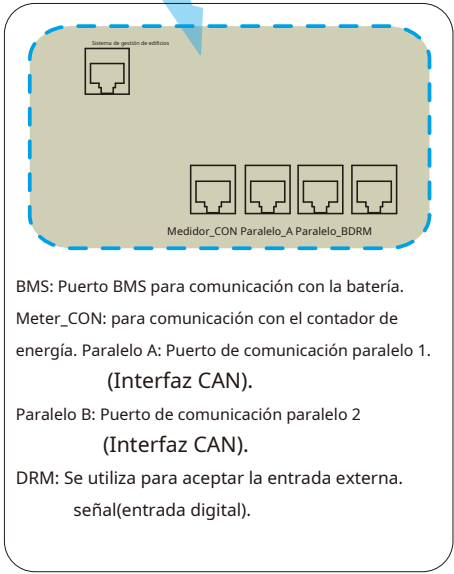 Sistema de gestión de edificios
Medidor_CON Paralelo_A Paralelo_BDRM
BMS: Puerto BMS para comunicación con la batería.
Meter_CON: para comunicación con el contador de
energía. Paralelo A: Puerto de comunicación paralelo 1.
(Interfaz CAN).
Paralelo B: Puerto de comunicación paralelo 2
(Interfaz CAN).
DRM: Se utiliza para aceptar la entrada externa.
señal(entrada digital).